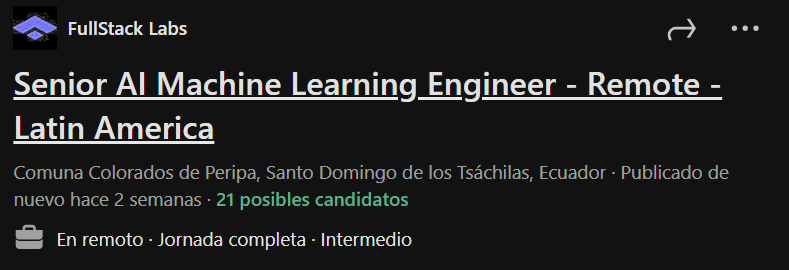 FullStack Labs
Senior AI Machine Learning Engineer - Remote -
Latin America
Comuna Colorados de Peripa, Santo Domingo de los Tsáchilas, Ecuador · Publicado de
nuevo hace 2 semanas · 21 posibles candidatos
En remoto · Jornada completa · Intermedio